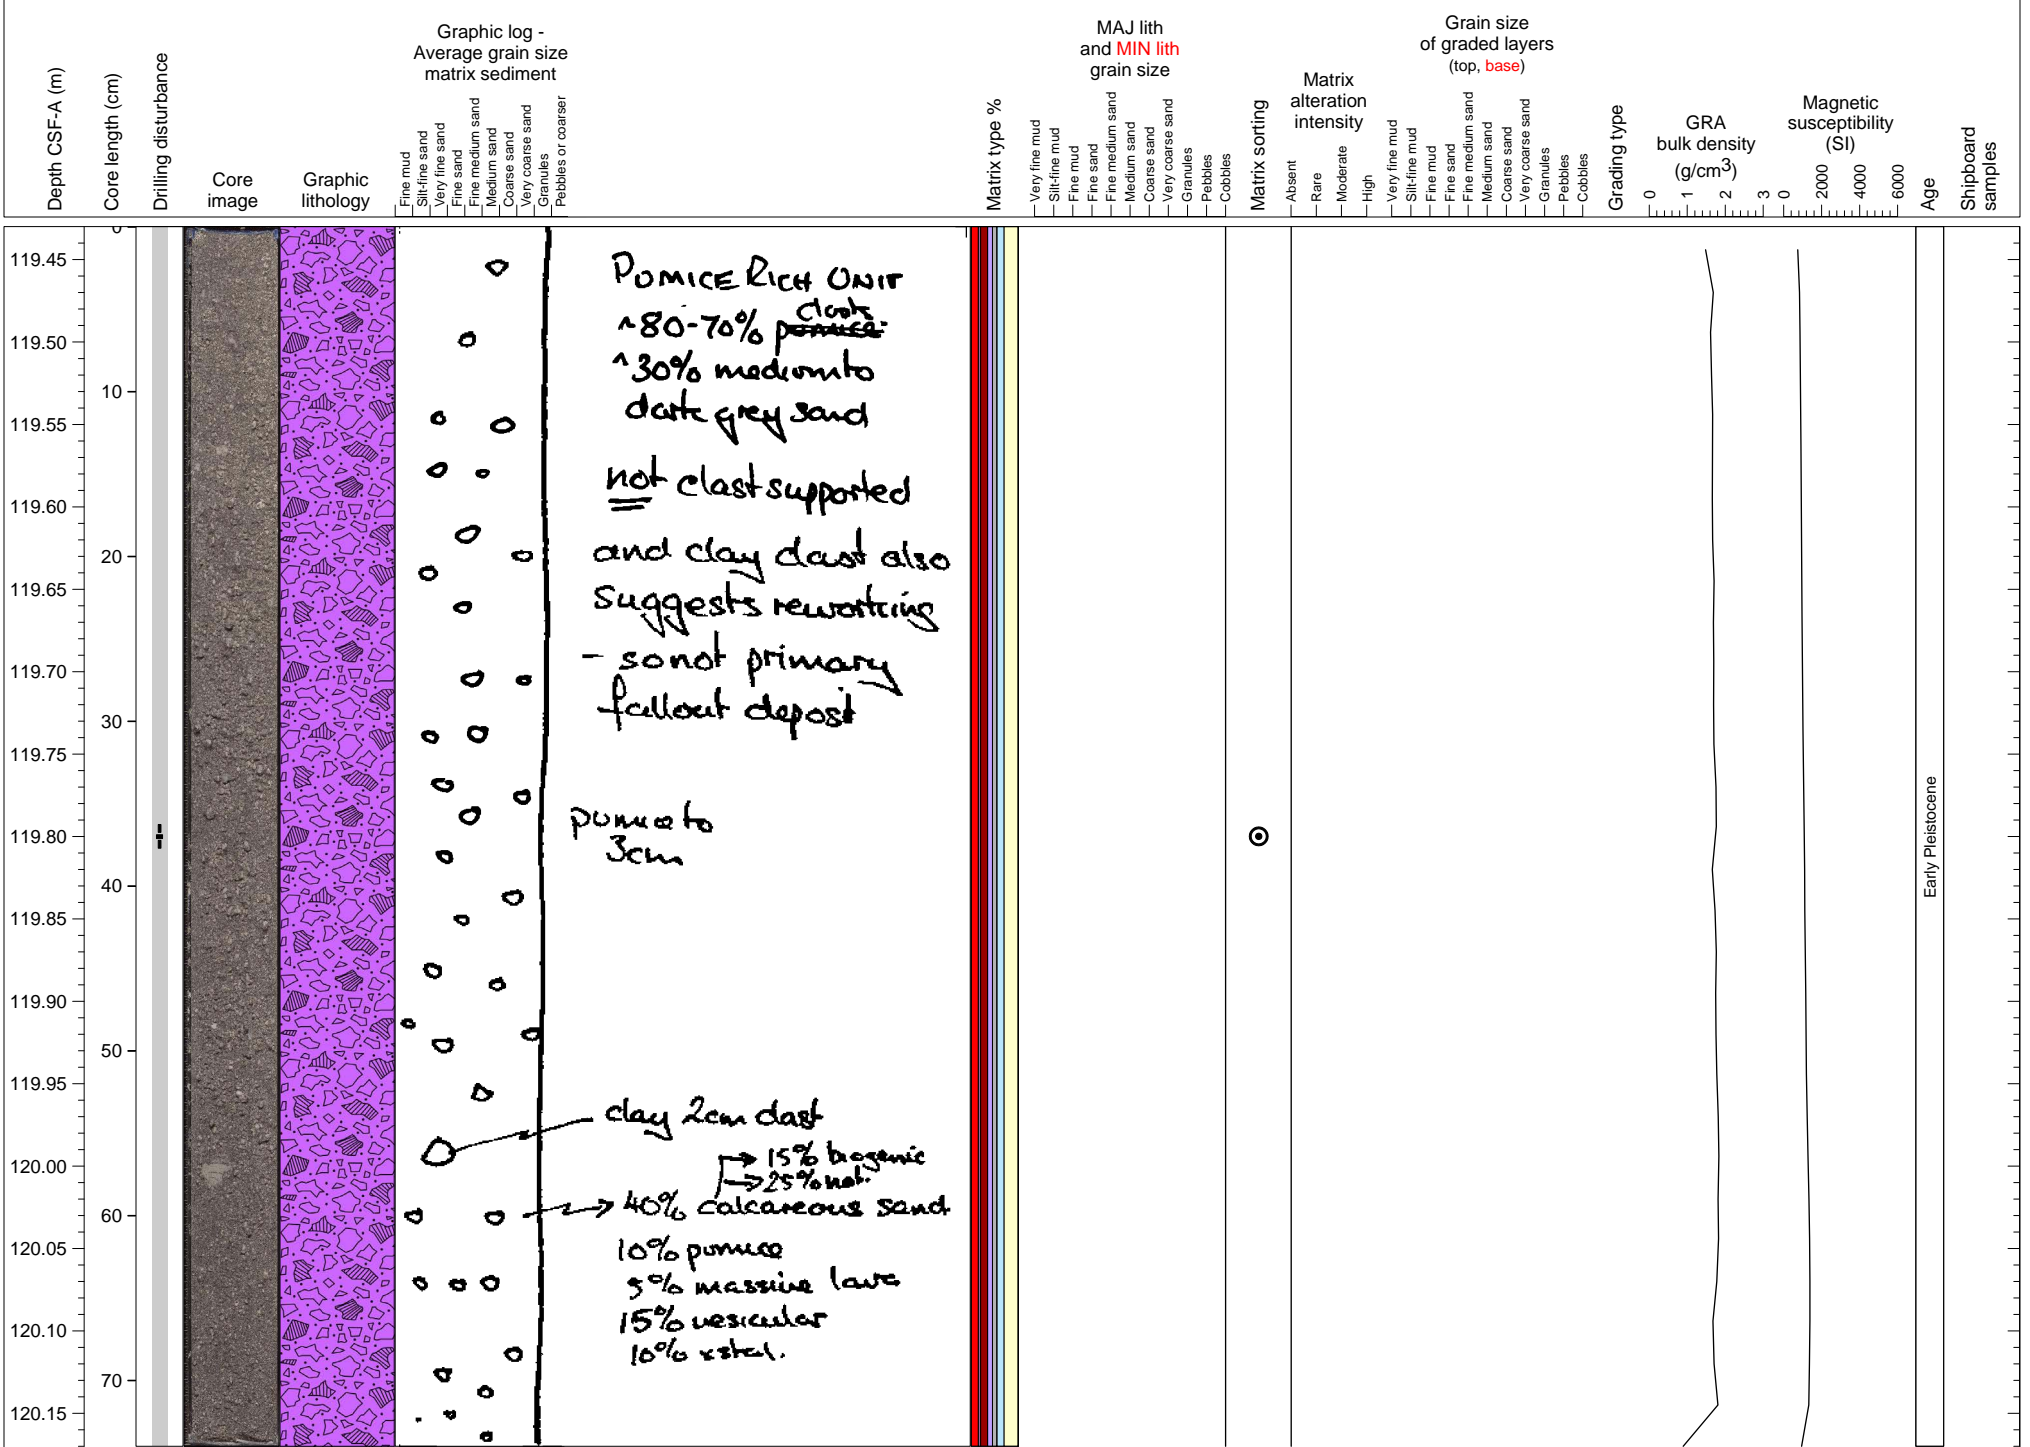 Depth CSF-A (m)
Core length (cm)
Drilling disturbance
Core
image
Graphic
lithology
Graphic log -
Average grain size
matrix sediment
Fine mud
Silt-fine sand
Very fine sand
Fine sand
Fine medium sand
Medium sand
Coarse sand
Very coarse sand
Granules
Pebbles or coarser
Matrix type %
MAJ lith
and MIN lith
grain size
Very fine mud
Silt-fine mud
Fine mud
Fine sand
Fine medium sand
Medium sand
Coarse sand
Very coarse sand
Granules
Pebbles
Cobbles
Matrix sorting
Matrix
alteration
intensity
Absent
Rare
Moderate
High
Grain size
of graded layers
(top, base)
Very fine mud
Silt-fine mud
Fine mud
Fine sand
Fine medium sand
Medium sand
Coarse sand
Very coarse sand
Granules
Pebbles
Cobbles
Grading type
GRA
bulk density
(g/cm3)
0 1 2 3
Magnetic
susceptibility
(SI)
0 2000 4000 6000
Age
Shipboard
samples
0
119.45
119.50
10
119.55
119.60
20
119.65
119.70
30
119.75
119.80
40
119.85
119.90
50
119.95
120.00
60
120.05
120.10
70
120.15
PUMICE RICH UNIT
~80-70% pumice clasts
~30% medium to
dark grey sand
not clast supported
and clay clast also
suggests reworking
- so not primary
fallout deposit
pumice to
3cm
clay 2cm clast
→ 15% biogenic
→ 25% not.
→ 40% calcareous sand
10% pumice
5% massive lava
15% vesicular
10% xstal.
Early Pleistocene